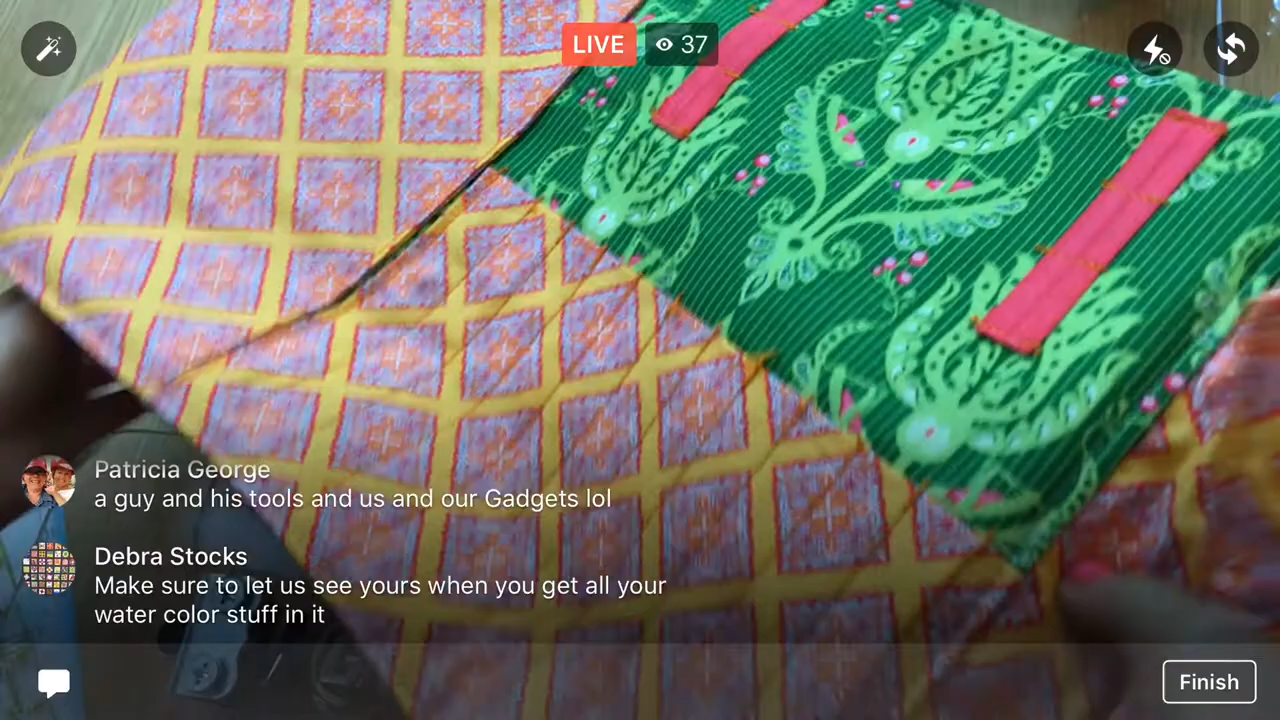 LIVE 37
Patricia George
a guy and his tools and us and our Gadgets lol
Debra Stocks
Make sure to let us see yours when you get all your
water color stuff in it
Finish